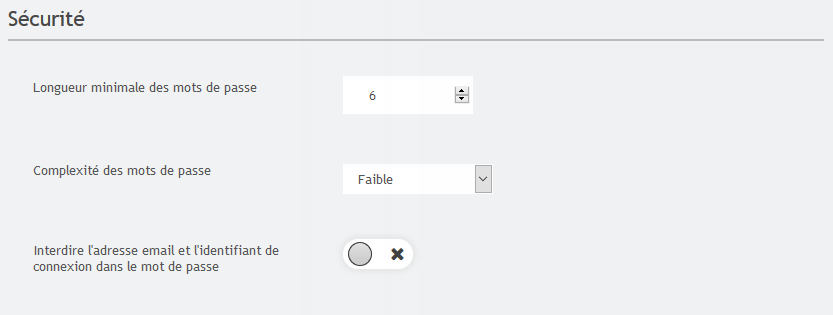 Sécurité
Longueur minimale des mots de passe
6
Complexité des mots de passe
Faible
Interdire l'adresse email et l'identifiant de
connexion dans le mot de passe